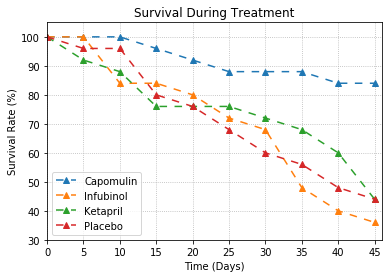 Survival During Treatment
Survival Rate (%)
100
90
80
70
60
50
40
30
Capomulin
Infubinol
Ketapril
Placebo
0 5 10 15 20 25 30 35 40 45
Time (Days)